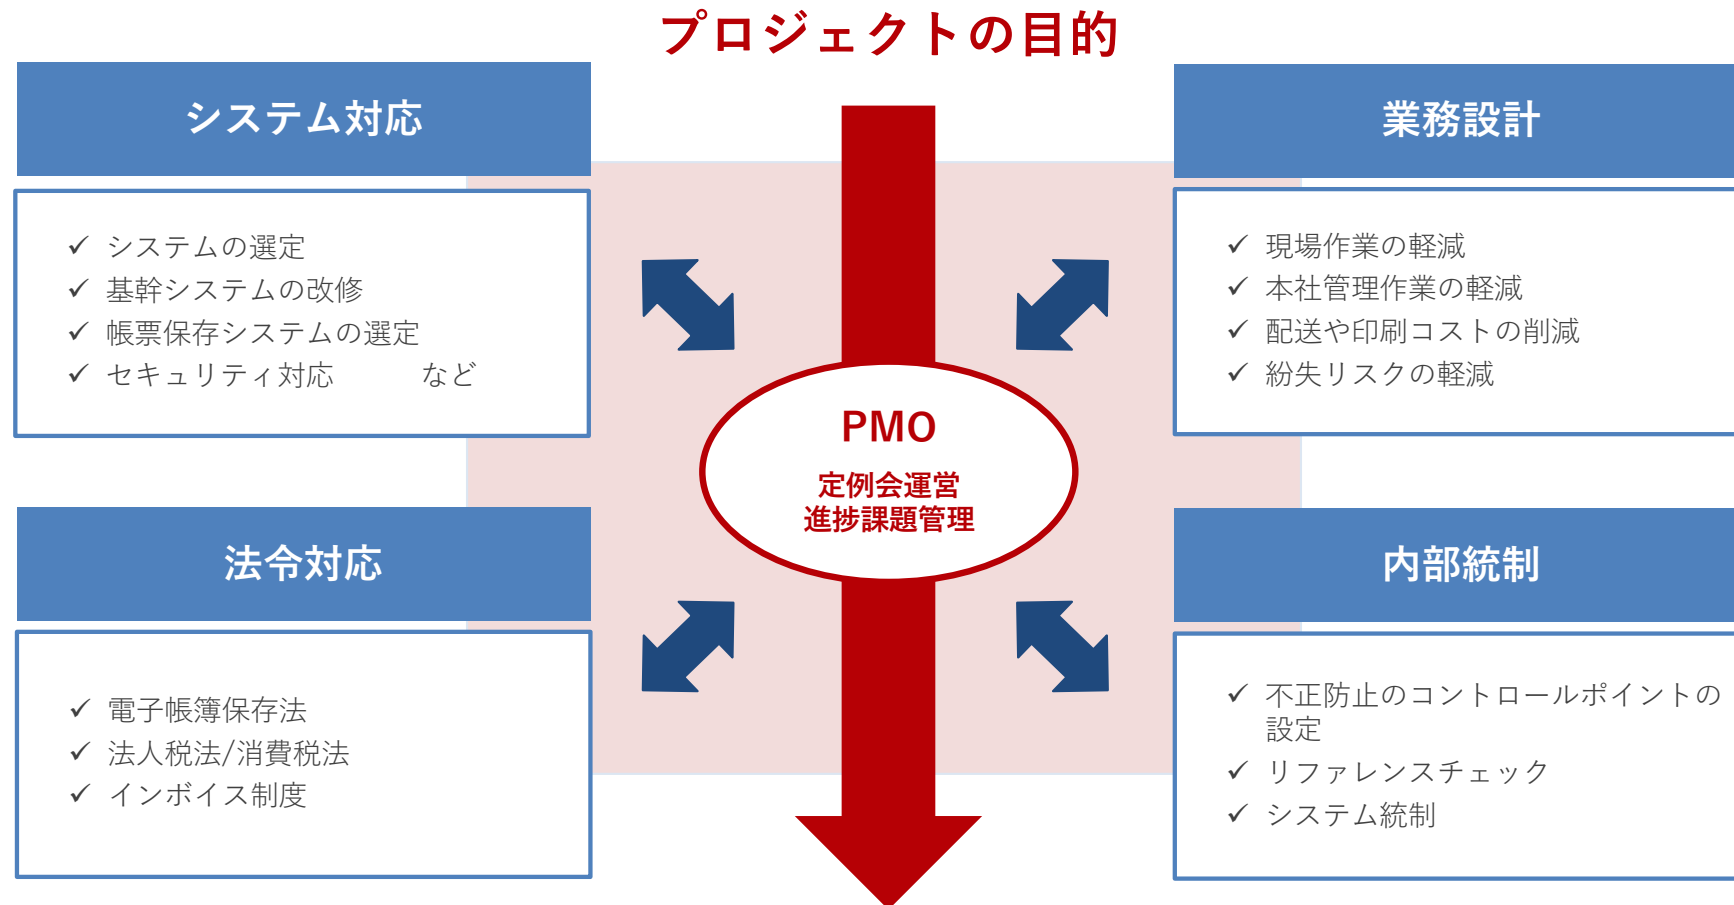 プロジェクトの目的
システム対応
✓ システムの選定
✓ 基幹システムの改修
✓ 帳票保存システムの選定
✓ セキュリティ対応　　　など
業務設計
✓ 現場作業の軽減
✓ 本社管理作業の軽減
✓ 配送や印刷コストの削減
✓ 紛失リスクの軽減
PMO
定例会運営
進捗課題管理
法令対応
✓ 電子帳簿保存法
✓ 法人税法/消費税法
✓ インボイス制度
内部統制
✓ 不正防止のコントロールポイントの
設定
✓ リファレンスチェック
✓ システム統制